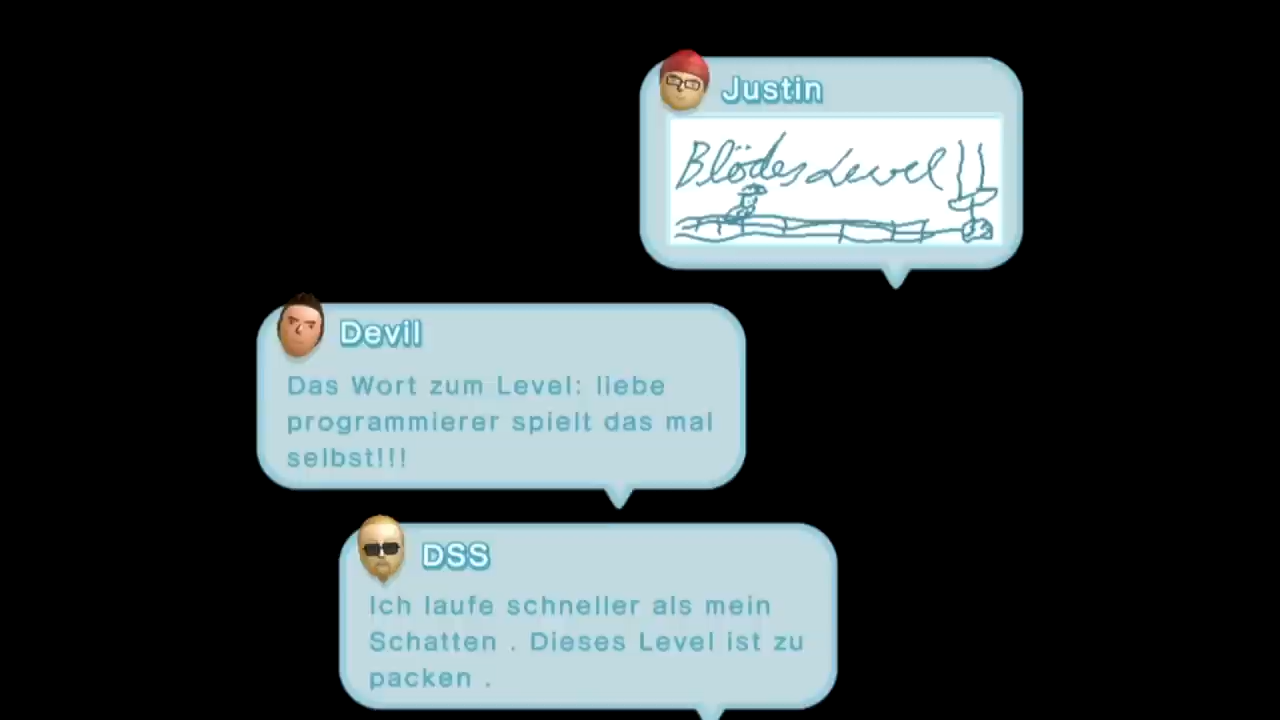 Justin
Blödes Level!!
Devil
Das Wort zum Level: liebe
programmierer spielt das mal
selbst!!!
DSS
Ich laufe schneller als mein
Schatten . Dieses Level ist zu
packen .